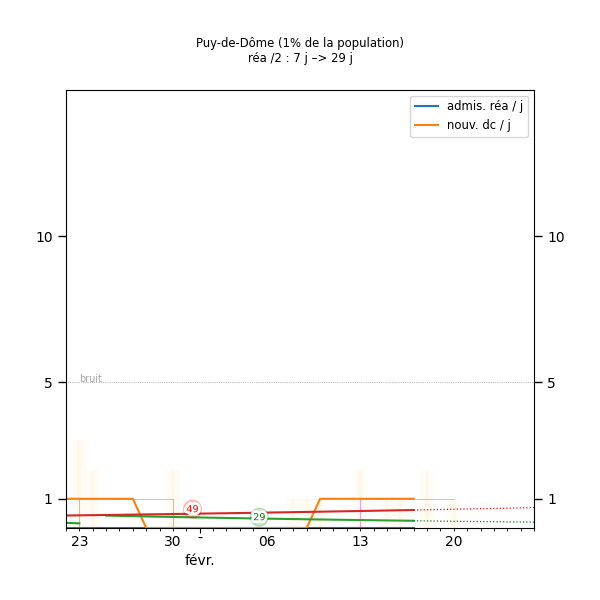 Puy-de-Dôme (1% de la population)
réa /2 : 7 j –> 29 j
admis. réa / j
nouv. dc / j
10 10
bruit
5 5
1 1
49
29
23 30 - 06 13 20
févr.